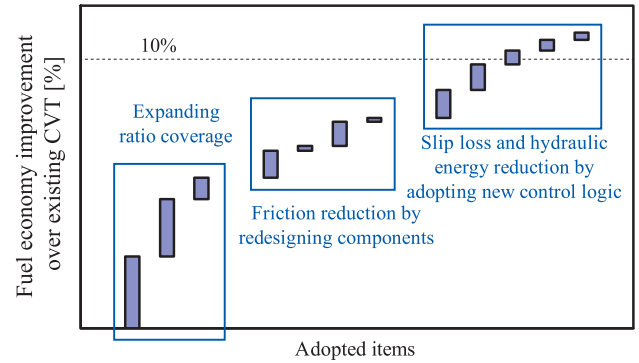 Fuel economy improvement
over existing CVT [%]
10%
Expanding
ratio coverage
Friction reduction by
redesigning components
Slip loss and hydraulic
energy reduction by
adopting new control logic
Adopted items